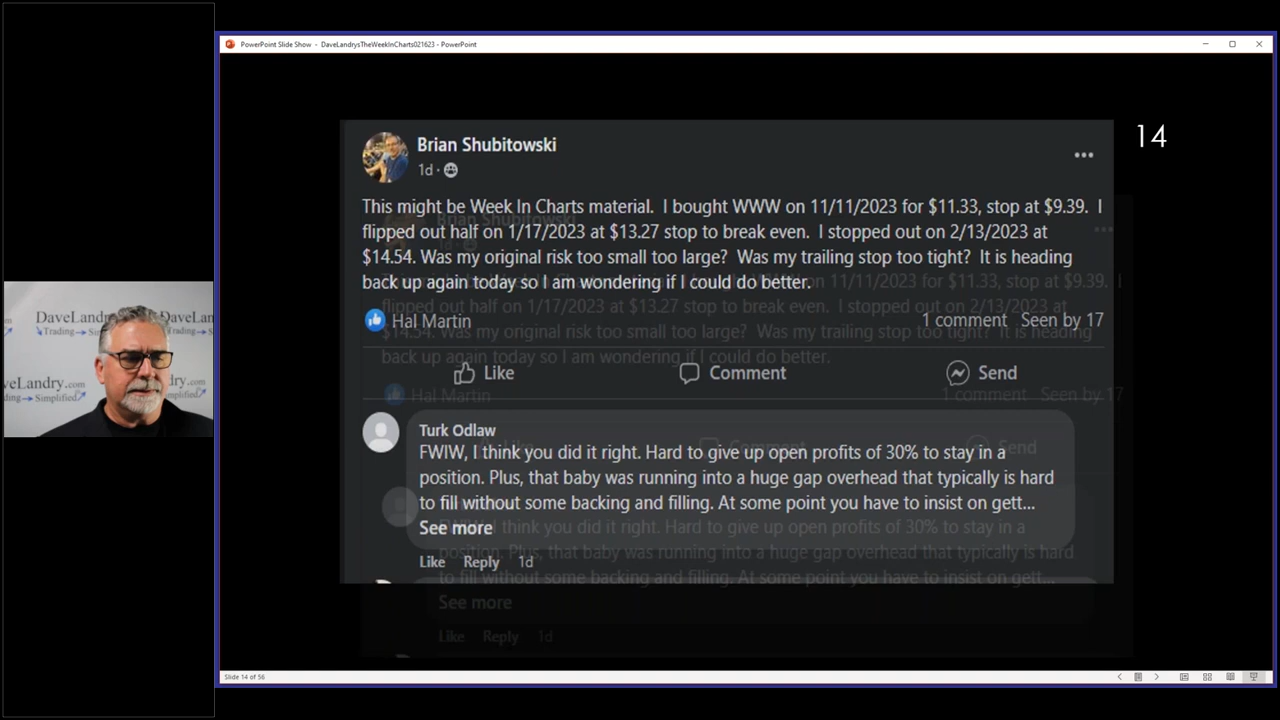 PowerPoint Slide Show - DaveLandrysTheWeekInCharts021623 - PowerPoint
14
Brian Shubitowski
1d
This might be Week In Charts material. I bought WWW on 11/11/2023 for $11.33, stop at $9.39. I
flipped out half on 1/17/2023 at $13.27 stop to break even. I stopped out on 2/13/2023 at
$14.54. Was my original risk too small too large? Was my trailing stop too tight? It is heading
back up again today so I am wondering if I could do better.
Hal Martin
1 comment Seen by 17
Like Comment Send
Turk Odlaw
FWIW, I think you did it right. Hard to give up open profits of 30% to stay in a
position. Plus, that baby was running into a huge gap overhead that typically is hard
to fill without some backing and filling. At some point you have to insist on gett...
See more
Like Reply 1d
See more
Like Reply 1d
DaveLandry.com
Trading Simplified
Slide 14 of 56